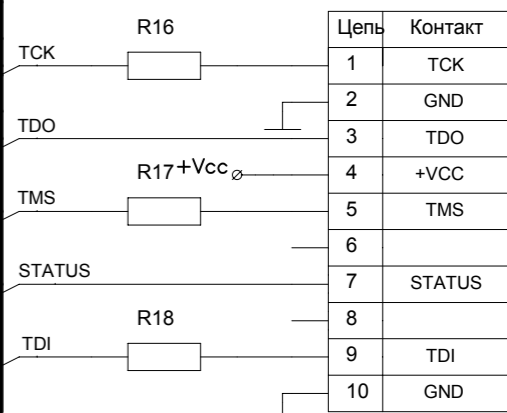 R16
Цепь Контакт
TCK
1 TCK
2 GND
TDO
3 TDO
R17 +Vcc
4 +VCC
TMS
5 TMS
6
STATUS
7 STATUS
R18
8
TDI
9 TDI
10 GND